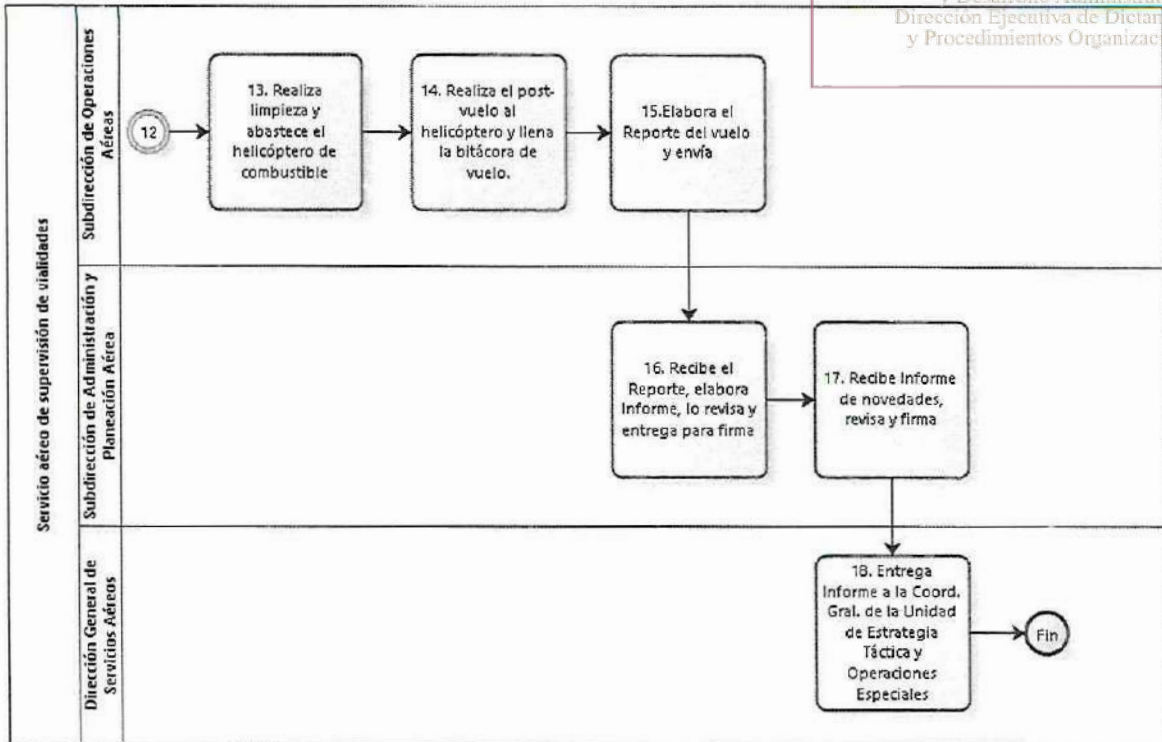 y Desarrollo
Dirección Ejecutiva de
y Procedimientos
Servicio aéreo de supervisión de vialidades
Subdirección de Operaciones
Aéreas
12
13. Realiza
limpieza y
abastece el
helicóptero de
combustible
14. Realiza el post-
vuelo al
helicóptero y llena
la bitácora de
vuelo.
15.Elabora el
Reporte del vuelo
y envía
Subdirección de Administración y
Planeación Aérea
16. Recibe el
Reporte, elabora
Informe, lo revisa y
entrega para firma
17. Recibe Informe
de novedades,
revisa y firma
Dirección General de
Servicios Aéreos
18. Entrega
Informe a la Coord.
Gral. de la Unidad
de Estrategia
Táctica y
Operaciones
Especiales
Fin